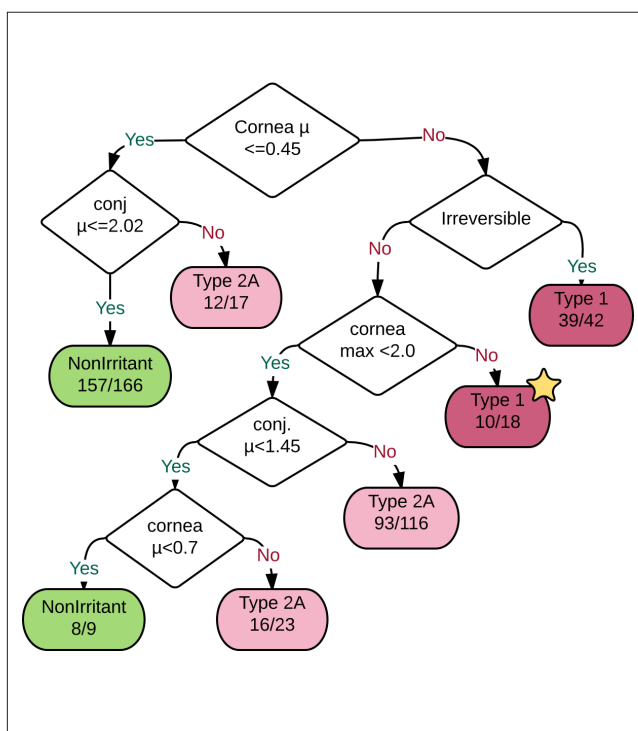 Cornea µ
<=0.45
Yes
No
conj
µ<=2.02
Irreversible
No
Type 2A
12/17
No
Yes
Type 1
39/42
Yes
NonIrritant
157/166
cornea
max <2.0
No
Type 1
10/18
Yes
conj.
µ<1.45
No
Type 2A
93/116
Yes
cornea
µ<0.7
No
Yes
NonIrritant
8/9
Type 2A
16/23